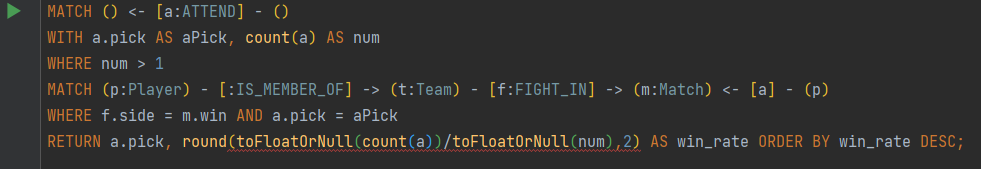 MATCH () <- [a:ATTEND] - ()
WITH a.pick AS aPick, count(a) AS num
WHERE num > 1
MATCH (p:Player) - [:IS_MEMBER_OF] -> (t:Team) - [f:FIGHT_IN] -> (m:Match) <- [a] - (p)
WHERE f.side = m.win AND a.pick = aPick
RETURN a.pick, round(toFloatOrNull(count(a))/toFloatOrNull(num),2) AS win_rate ORDER BY win_rate DESC;